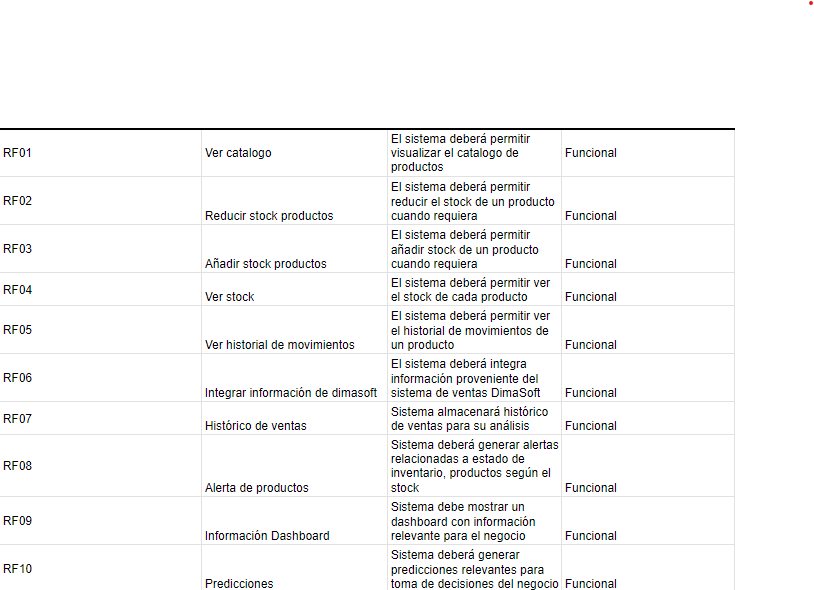 RF01
Ver catalogo
El sistema deberá permitir
visualizar el catalogo de
productos
Funcional
RF02
Reducir stock productos
El sistema deberá permitir
reducir el stock de un producto
cuando requiera
Funcional
RF03
Añadir stock productos
El sistema deberá permitir
añadir stock de un producto
cuando requiera
Funcional
RF04
Ver stock
El sistema deberá permitir ver
el stock de cada producto
Funcional
RF05
Ver historial de movimientos
El sistema deberá permitir ver
el historial de movimientos de
un producto
Funcional
RF06
Integrar información de dimasoft
El sistema deberá integra
información proveniente del
sistema de ventas DimaSoft
Funcional
RF07
Histórico de ventas
Sistema almacenará histórico
de ventas para su análisis
Funcional
RF08
Alerta de productos
Sistema deberá generar alertas
relacionadas a estado de
inventario, productos según el
stock
Funcional
RF09
Información Dashboard
Sistema debe mostrar un
dashboard con información
relevante para el negocio
Funcional
RF10
Predicciones
Sistema deberá generar
predicciones relevantes para
toma de decisiones del negocio
Funcional